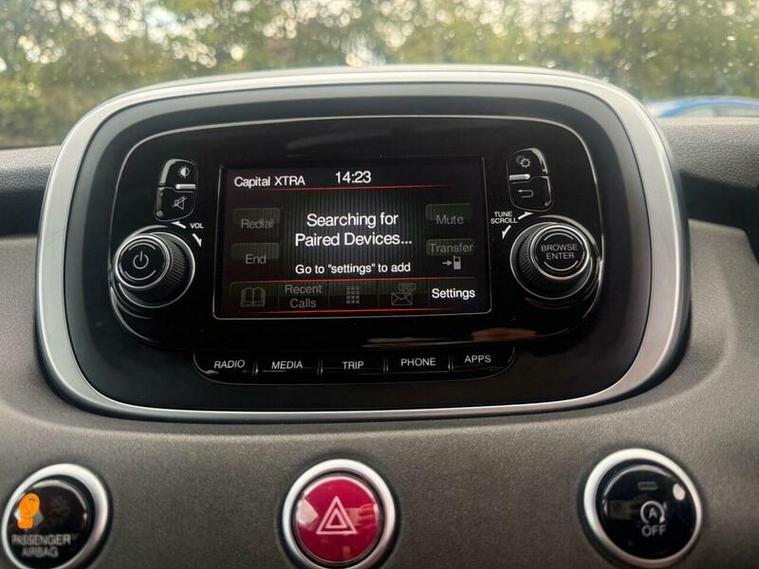 Capital XTRA 14:23
Redial
Searching for
Paired Devices...
Mute
End
Transfer
Go to "settings" to add
Recent
Calls
Settings
VOL
TUNE
SCROLL
BROWSE
ENTER
RADIO MEDIA TRIP PHONE APPS
PASSENGER
AIRBAG
A
OFF